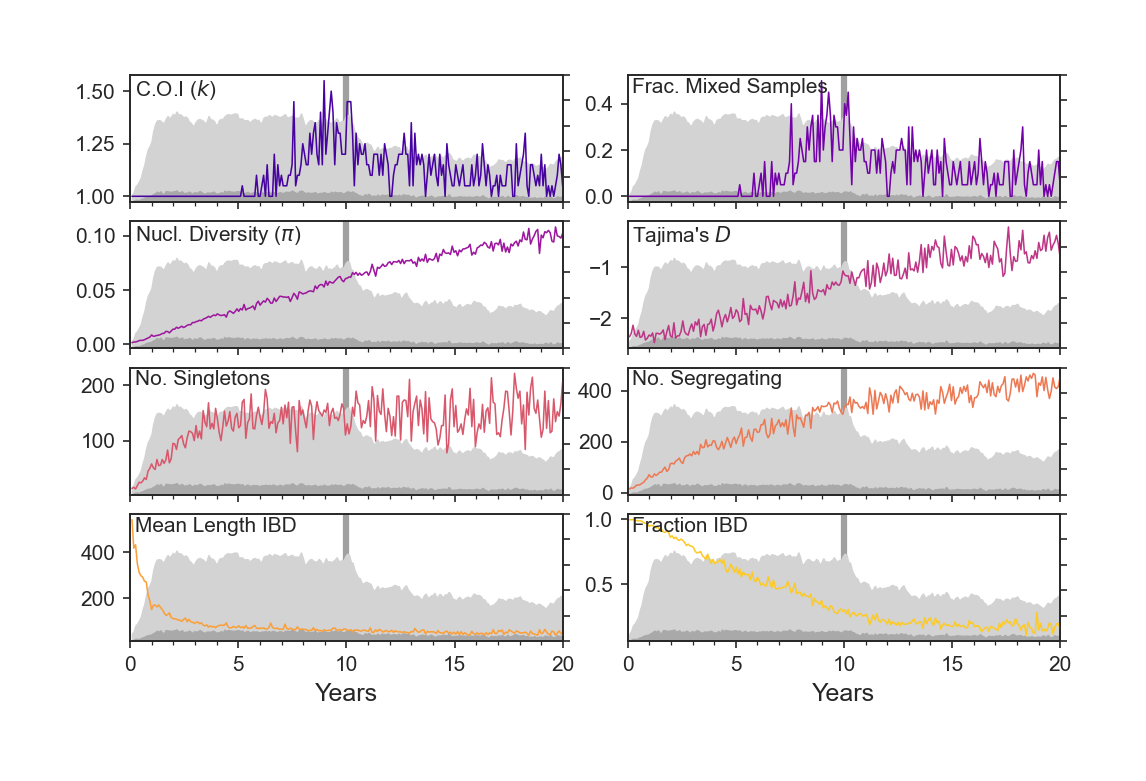 C.O.I (k)
1.50
1.25
1.00
Frac. Mixed Samples
0.4
0.2
0.0
Nucl. Diversity (π)
0.10
0.05
0.00
Tajima's D
−1
−2
No. Singletons
200
100
No. Segregating
400
200
0
Mean Length IBD
400
200
0 5 10 15 20
Years
Fraction IBD
1.0
0.5
0 5 10 15 20
Years